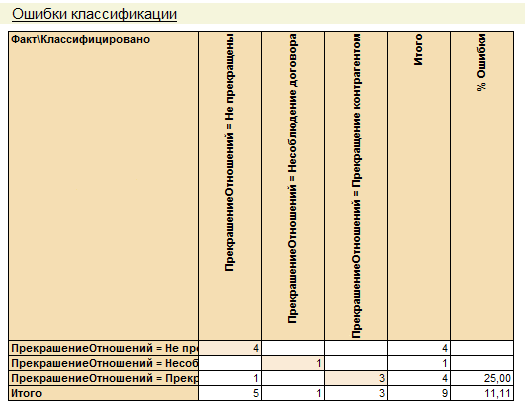 Ошибки классификации
Факт\Классифицировано
ПрекрашениеОтношений = Не прекращены
ПрекрашениеОтношений = Несоблюдение договора
ПрекрашениеОтношений = Прекращение контрагентом
Итого
% Ошибки
ПрекрашениеОтношений = Не пре 4 4
ПрекрашениеОтношений = Несоб 1 1
ПрекрашениеОтношений = Прекр 1 3 4 25,00
Итого 5 1 3 9 11,11